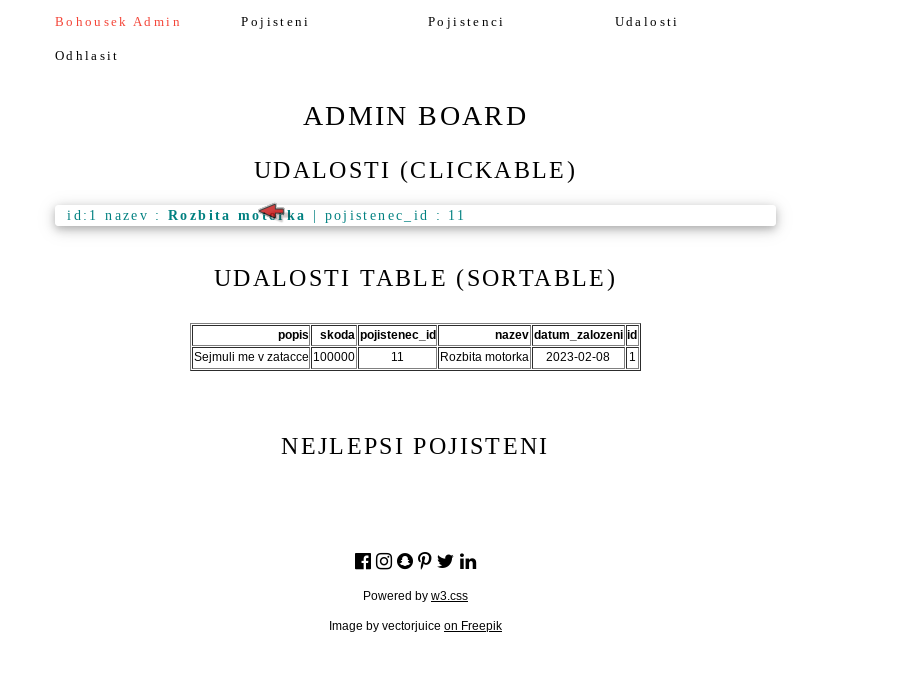 Bohousek Admin Pojisteni Pojistenci Udalosti
Odhlasit
ADMIN BOARD
UDALOSTI (CLICKABLE)
id:1 nazev : Rozbita motorka | pojistenec_id : 11
UDALOSTI TABLE (SORTABLE)
popis skoda pojistenec_id nazev datum_zalozeni id
Sejmuli me v zatacce 100000 11 Rozbita motorka 2023-02-08 1
NEJLEPSI POJISTENI
Powered by w3.css
Image by vectorjuice on Freepik